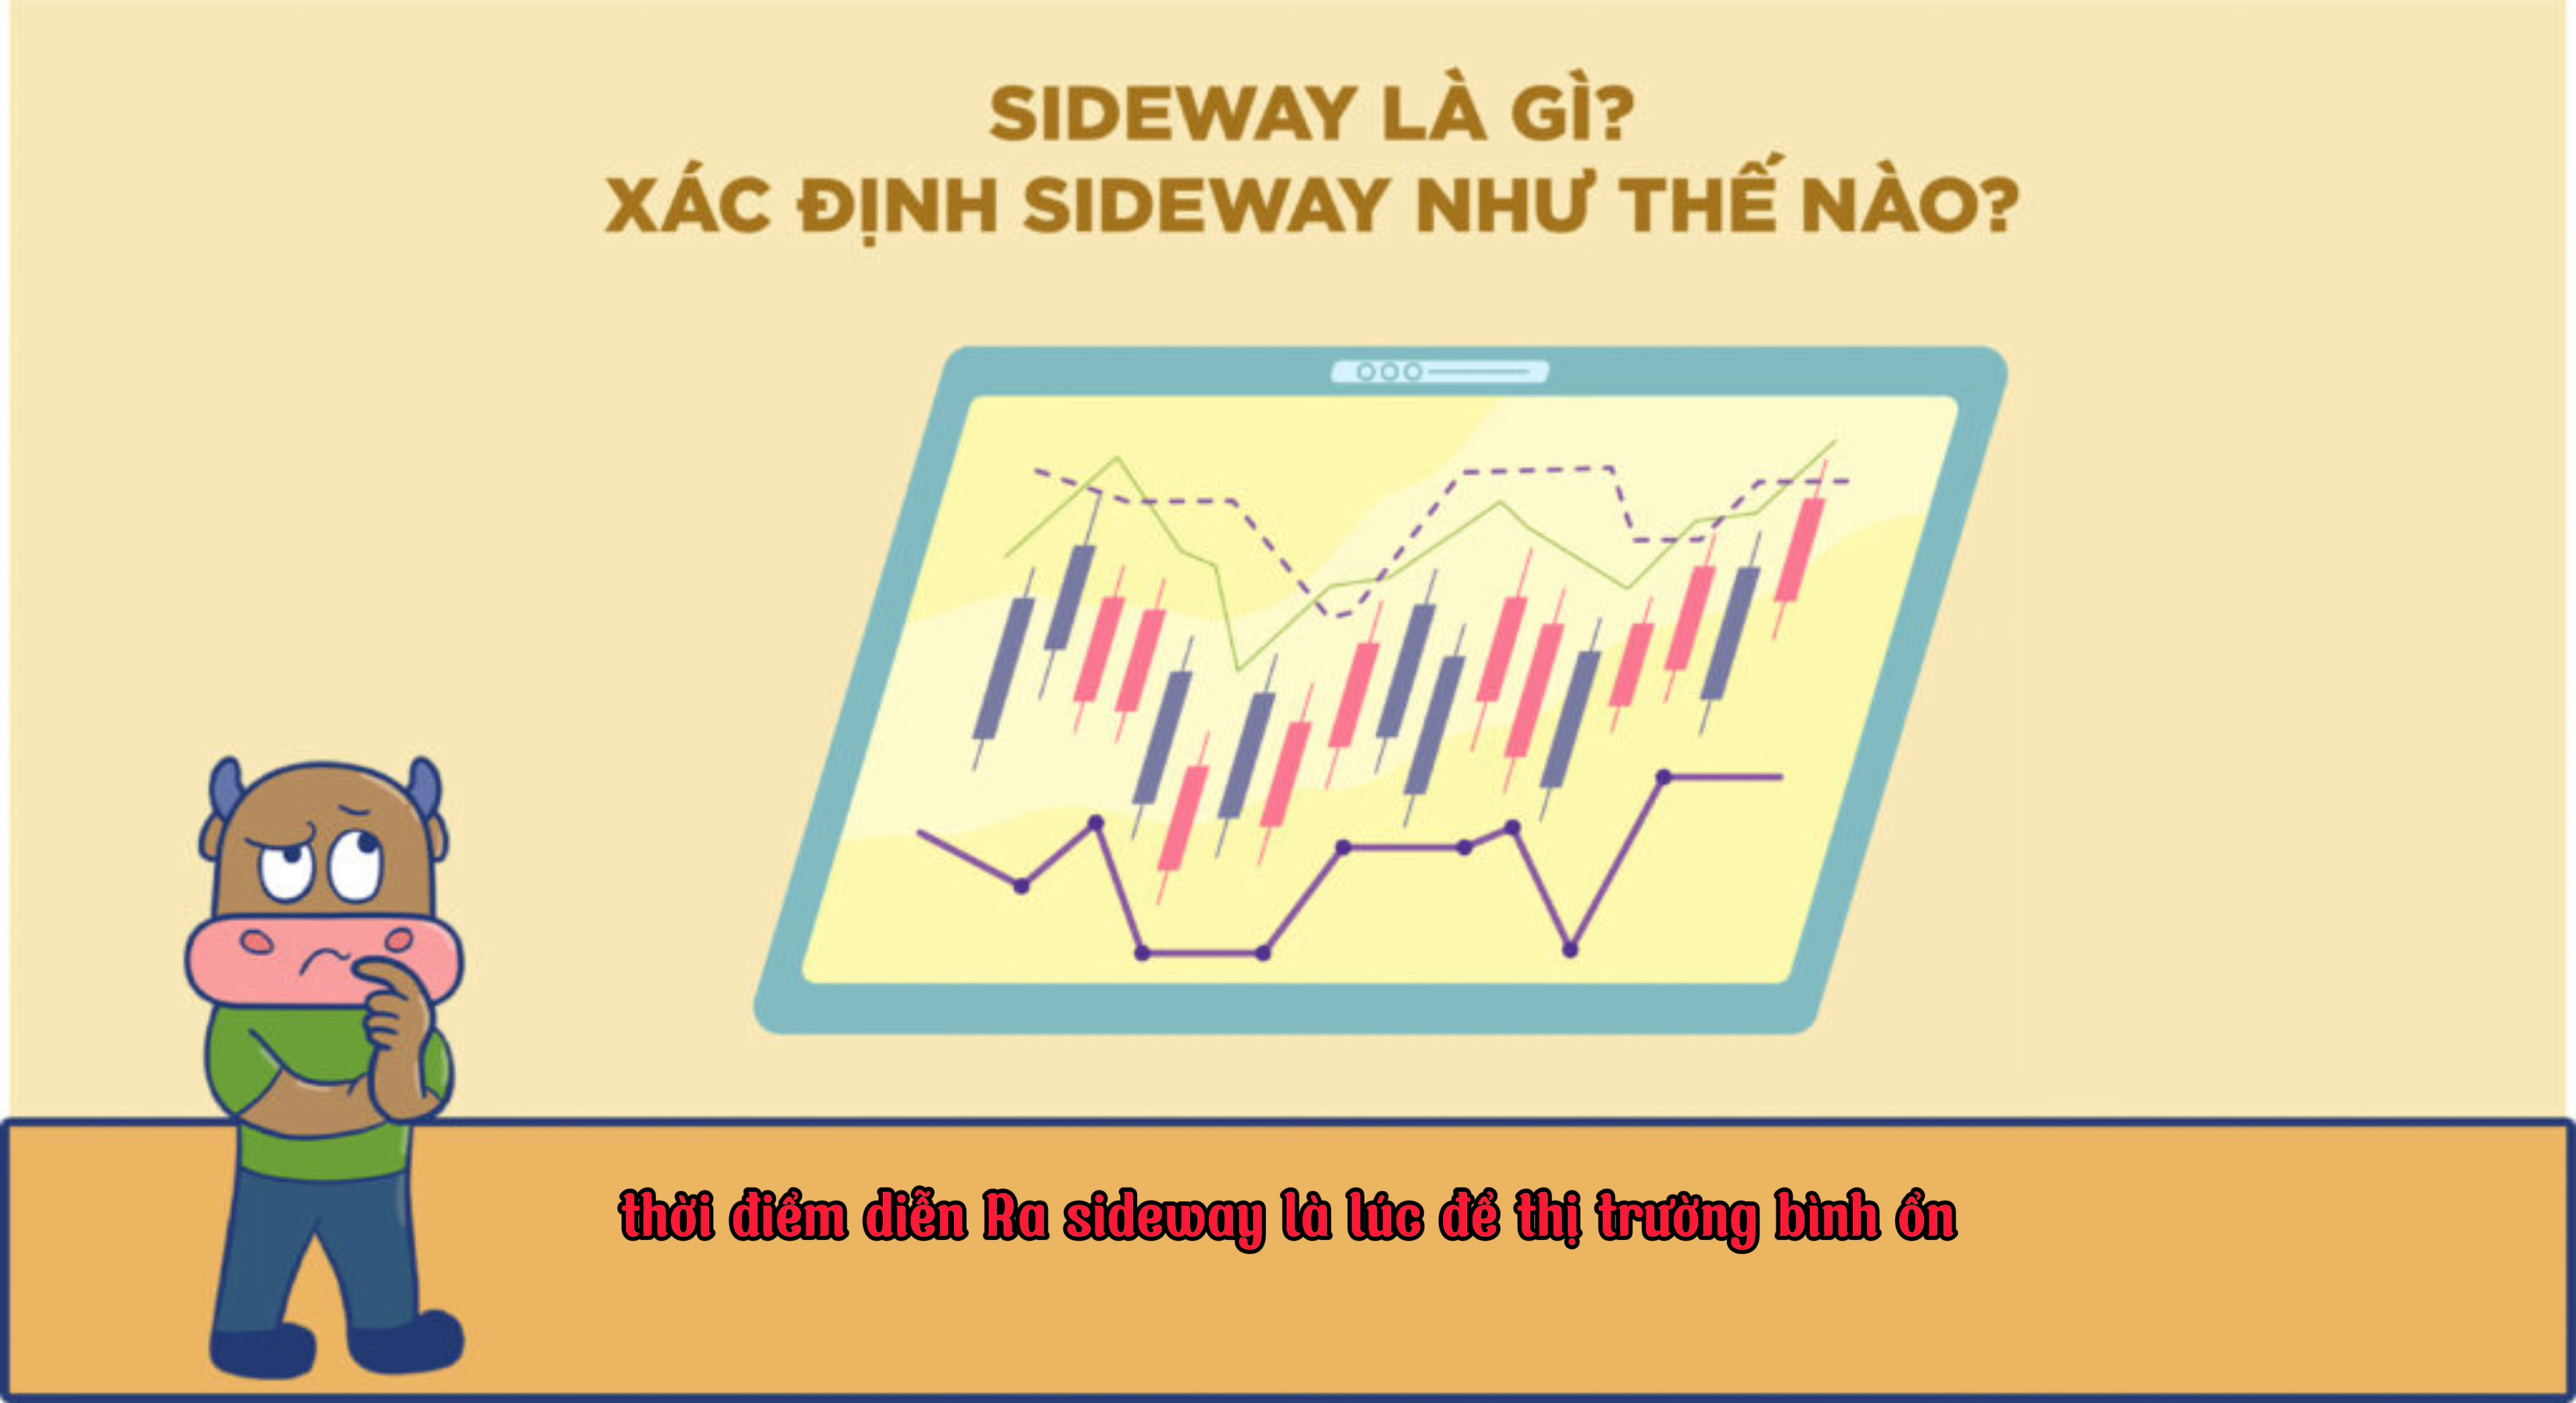 SIDEWAY LÀ GÌ?
XÁC ĐỊNH SIDEWAY NHƯ THẾ NÀO?
thời điểm diễn Ra sideway là lúc để thị trường bình ổn